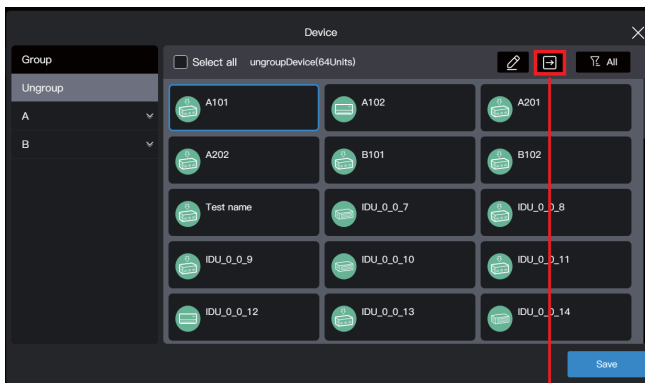 Device
Group
Select all ungroupDevice(64Units)
All
Ungroup
A
B
A101
A102
A201
A202
B101
B102
Test name
IDU_0_0_7
IDU_0_0_8
IDU_0_0_9
IDU_0_0_10
IDU_0_0_11
IDU_0_0_12
IDU_0_0_13
IDU_0_0_14
Save